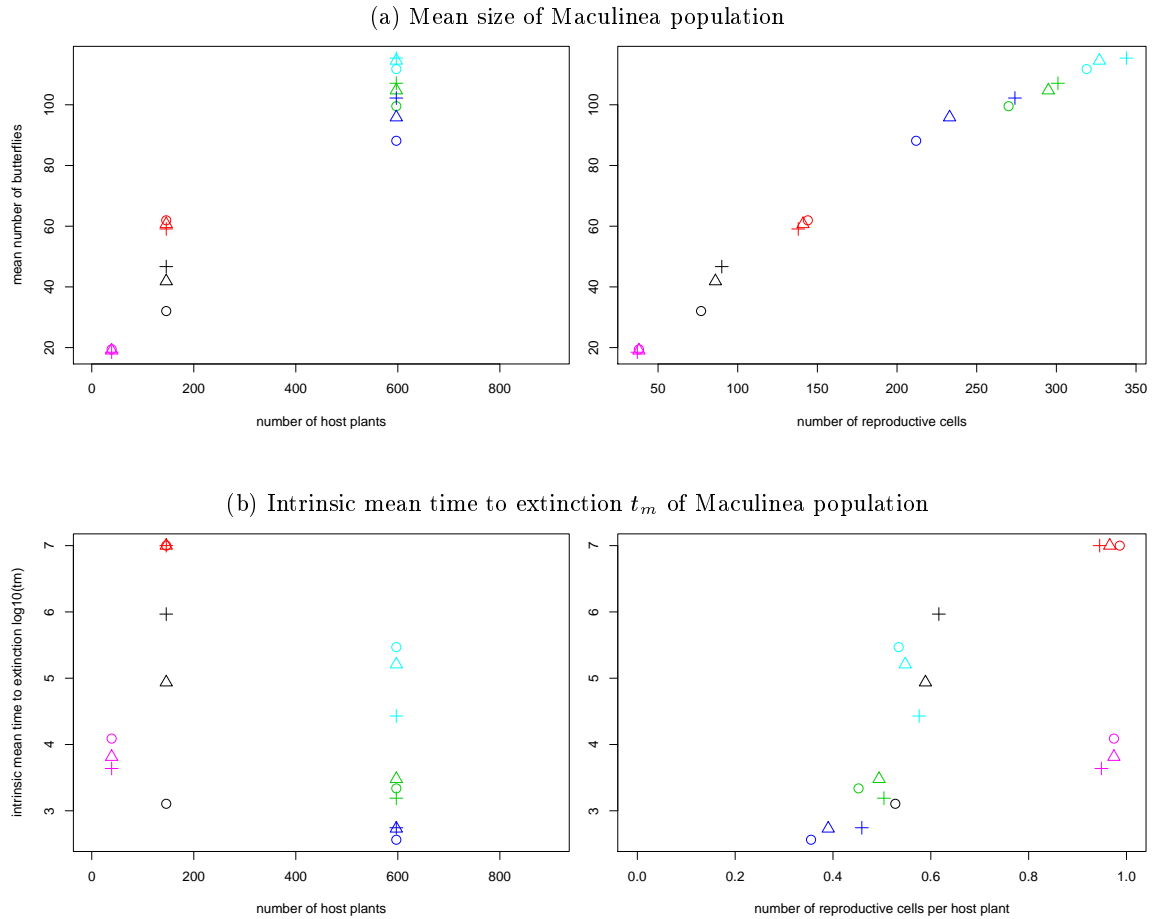 (a) Mean size of Maculinea population
mean number of butterflies
100
80
60
40
20
0 200 400 600 800
number of host plants
100
80
60
40
20
50 100 150 200 250 300 350
number of reproductive cells
(b) Intrinsic mean time to extinction tm of Maculinea population
intrinsic mean time to extinction log10(tm)
7
6
5
4
3
0 200 400 600 800
number of host plants
7
6
5
4
3
0.0 0.2 0.4 0.6 0.8 1.0
number of reproductive cells per host plant